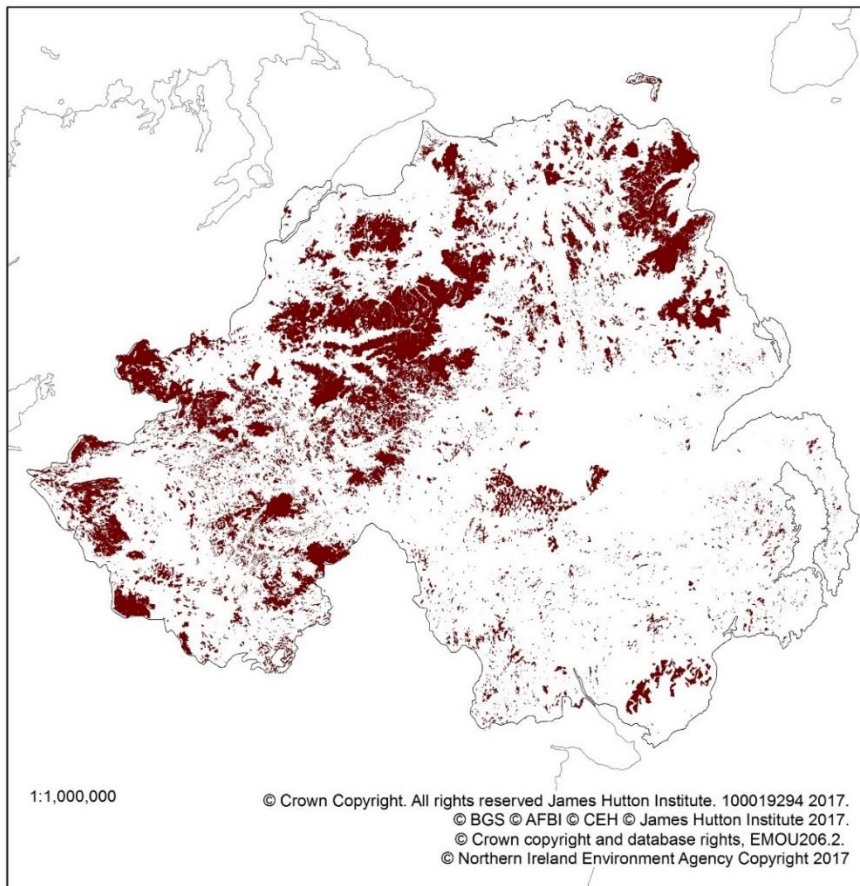 1:1,000,000
© Crown Copyright. All rights reserved James Hutton Institute. 100019294 2017.
© BGS © AFBI © CEH © James Hutton Institute 2017.
© Crown copyright and database rights, EMOU206.2.
© Northern Ireland Environment Agency Copyright 2017